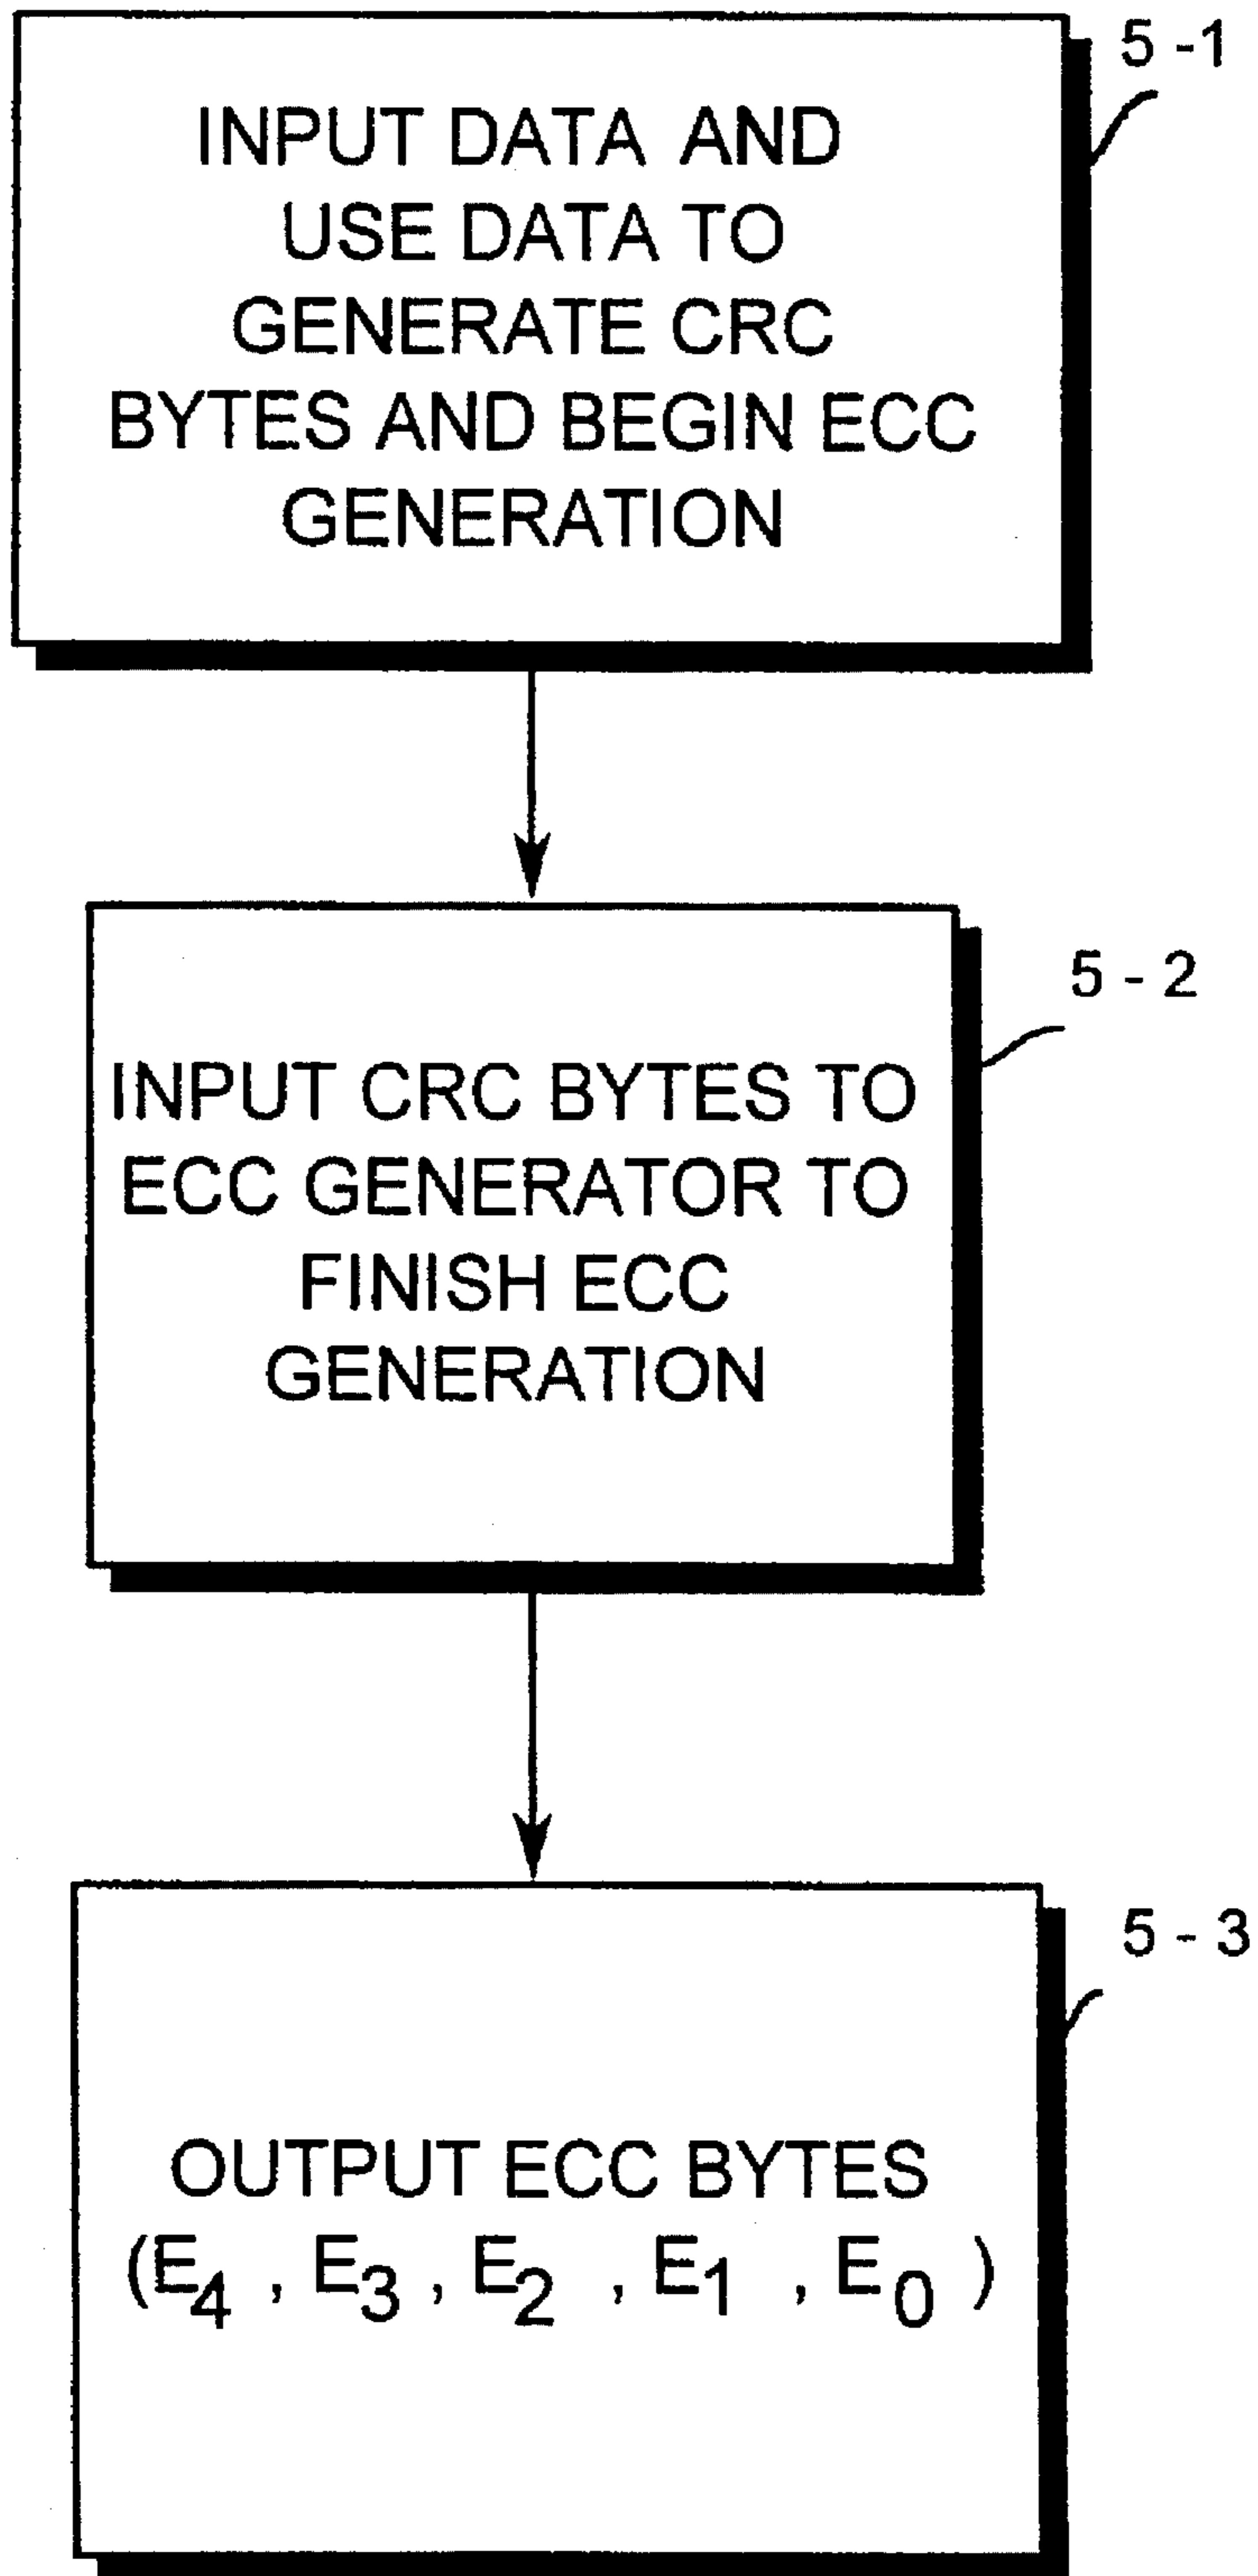 5 -1
INPUT DATA AND
USE DATA TO
GENERATE CRC
BYTES AND BEGIN ECC
GENERATION
5 - 2
INPUT CRC BYTES TO
ECC GENERATOR TO
FINISH ECC
GENERATION
5 - 3
OUTPUT ECC BYTES
(E4 , E3 , E2 , E1 , E0 )